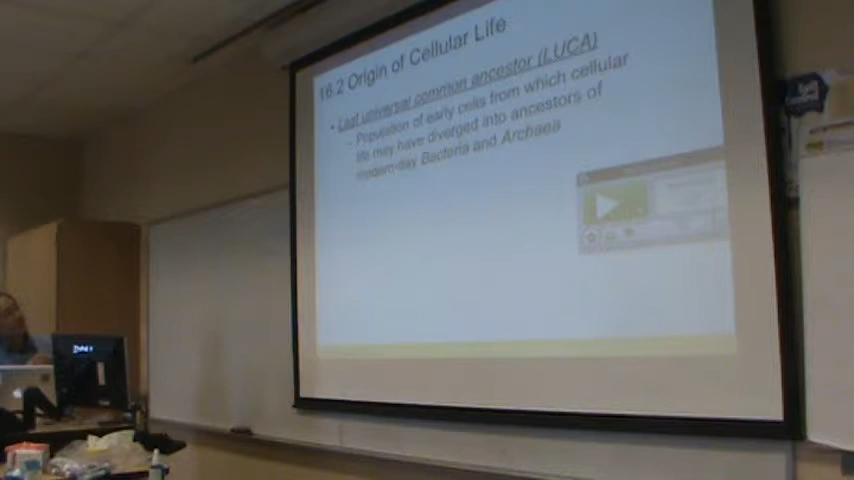 16.2 Origin of Cellular Life
• Last universal common ancestor (LUCA)
– Population of early cells from which cellular
life may have diverged into ancestors of
modern-day Bacteria and Archaea